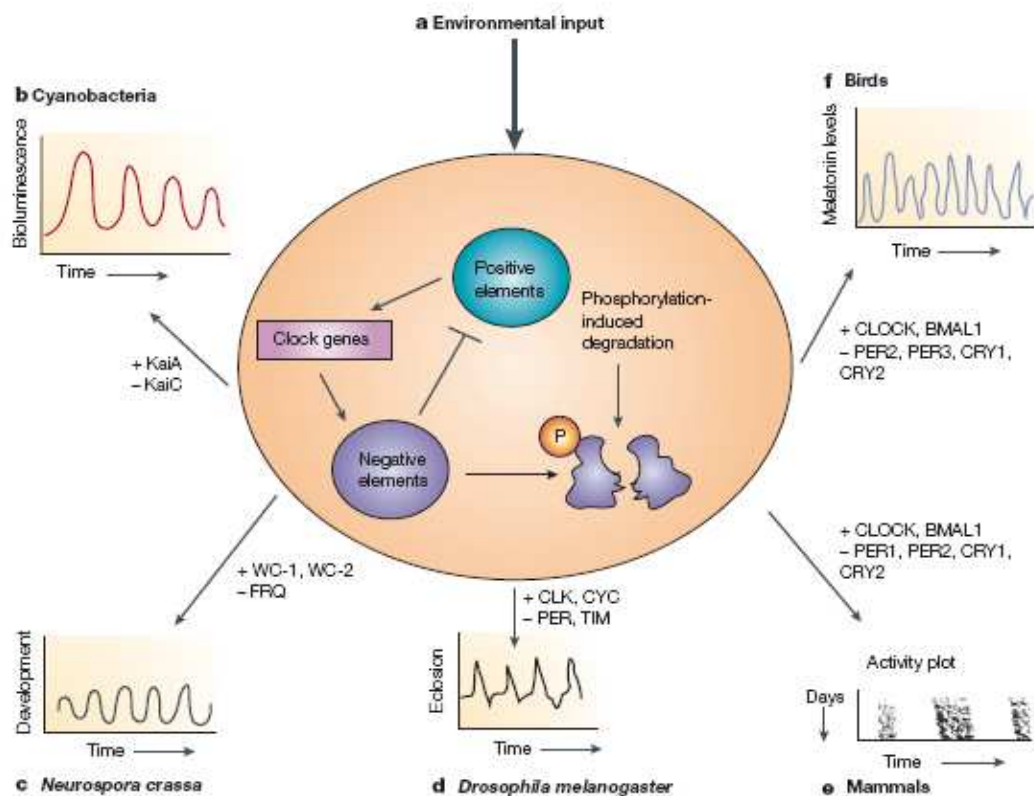 a Environmental input
b Cyanobacteria
Bioluminescence
Time
f Birds
Melatonin levels
Time
Positive
elements
Clock genes
Phosphorylation-
induced
degradation
P
Negative
elements
+ KaiA
– KaiC
+ CLOCK, BMAL1
– PER2, PER3, CRY1,
CRY2
+ WC-1, WC-2
– FRQ
+ CLK, CYC
– PER, TIM
+ CLOCK, BMAL1
– PER1, PER2, CRY1,
CRY2
Development
Time
c Neurospora crassa
Eclosion
Time
d Drosophila melanogaster
Activity plot
Days
Time
e Mammals